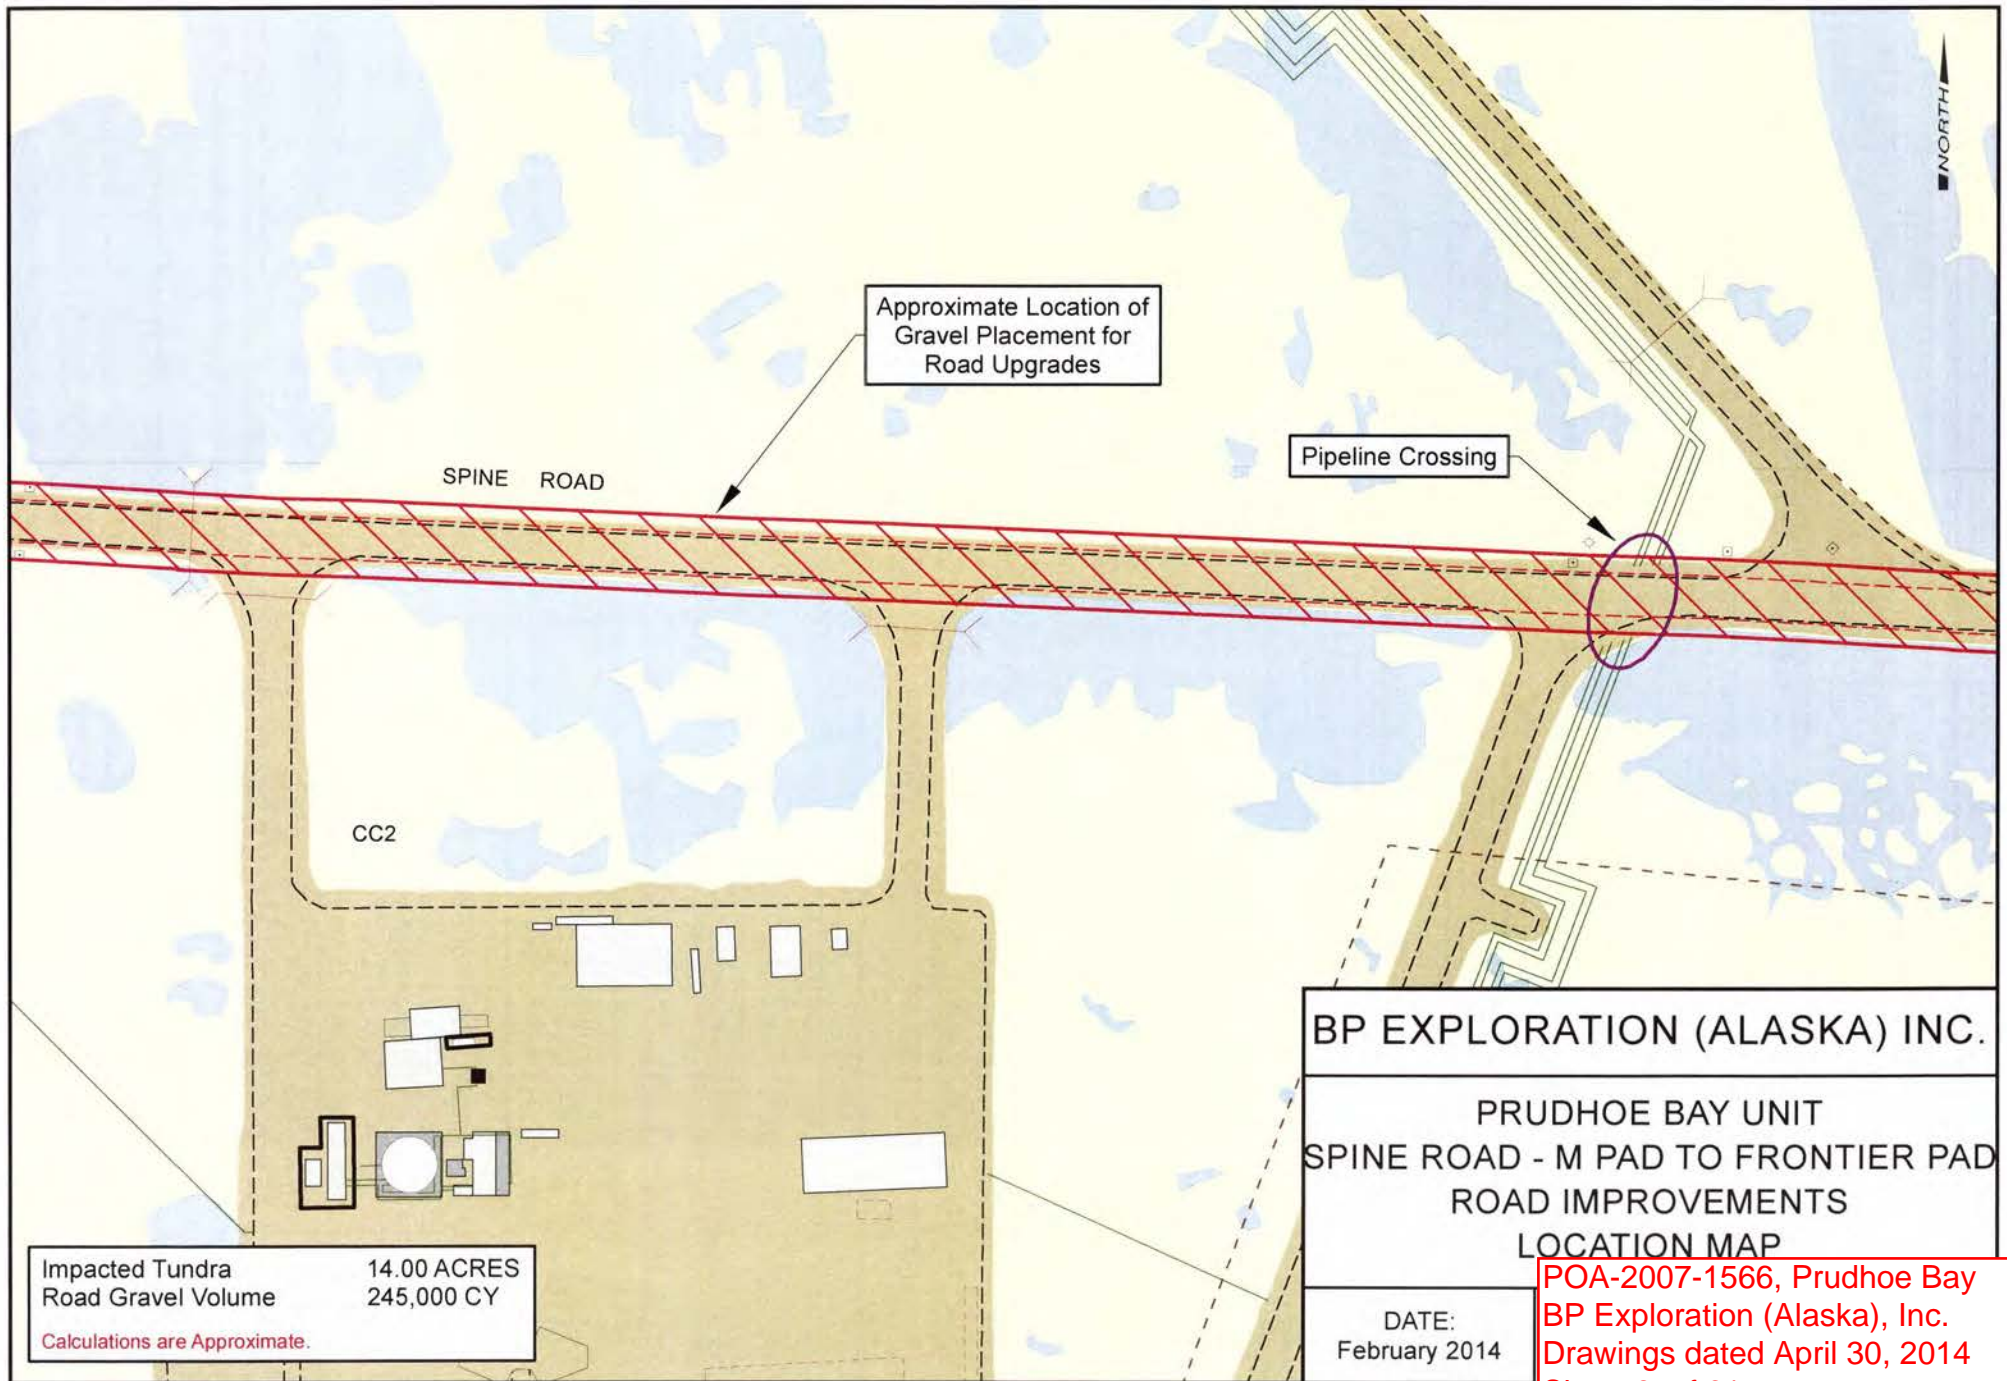 NORTH
Approximate Location of
Gravel Placement for
Road Upgrades
Pipeline Crossing
SPINE ROAD
CC2
BP EXPLORATION (ALASKA) INC.
PRUDHOE BAY UNIT
SPINE ROAD - M PAD TO FRONTIER PAD
ROAD IMPROVEMENTS
LOCATION MAP
Impacted Tundra 14.00 ACRES
Road Gravel Volume 245,000 CY
Calculations are Approximate.
DATE:
February 2014
POA-2007-1566, Prudhoe Bay
BP Exploration (Alaska), Inc.
Drawings dated April 30, 2014